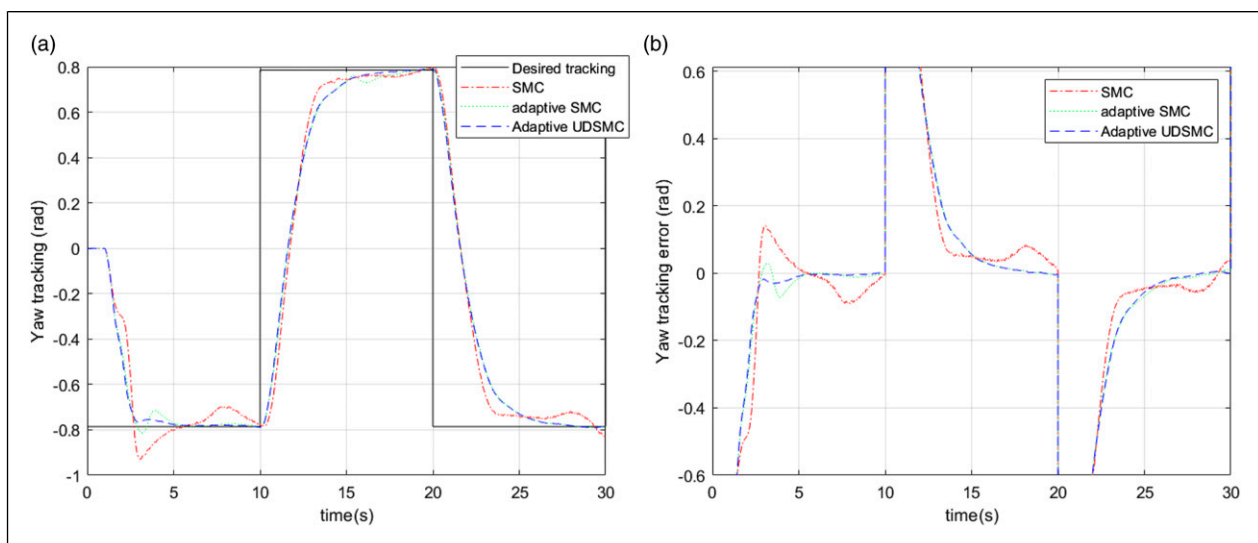 (a)
0.8
0.6
0.4
0.2
0
-0.2
-0.4
-0.6
-0.8
-1
Yaw tracking (rad)
0 5 10 15 20 25 30
time(s)
Desired tracking
SMC
adaptive SMC
Adaptive UDSMC
(b)
0.6
0.4
0.2
0
-0.2
-0.4
-0.6
Yaw tracking error (rad)
0 5 10 15 20 25 30
time(s)
SMC
adaptive SMC
Adaptive UDSMC